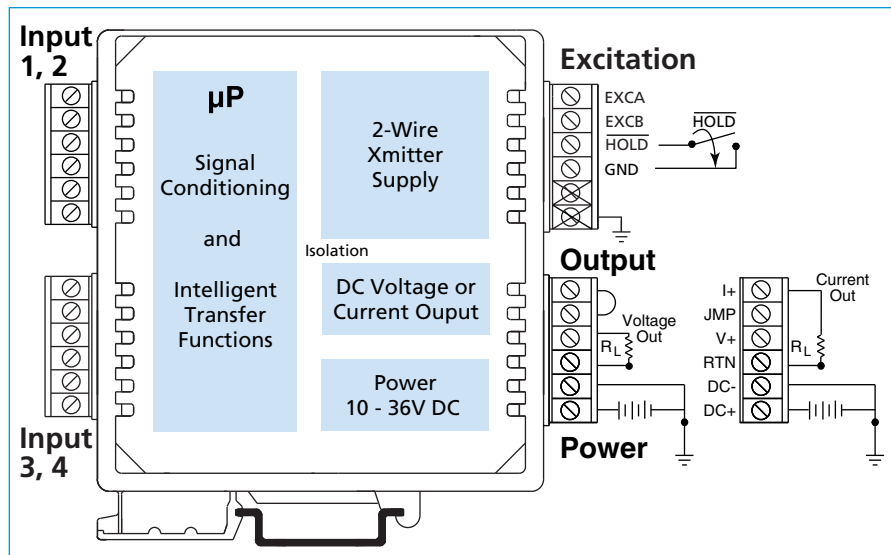 Input
1, 2
µP
Signal
Conditioning
and
Intelligent
Transfer
Functions
2-Wire
Xmitter
Supply
Isolation
DC Voltage or
Current Ouput
Power
10 - 36V DC
Input
3, 4
Excitation
EXCA
EXCB
HOLD
GND
HOLD
Output
Voltage
Out
RL
Power
I+
JMP
V+
RTN
DC-
DC+
Current
Out
RL